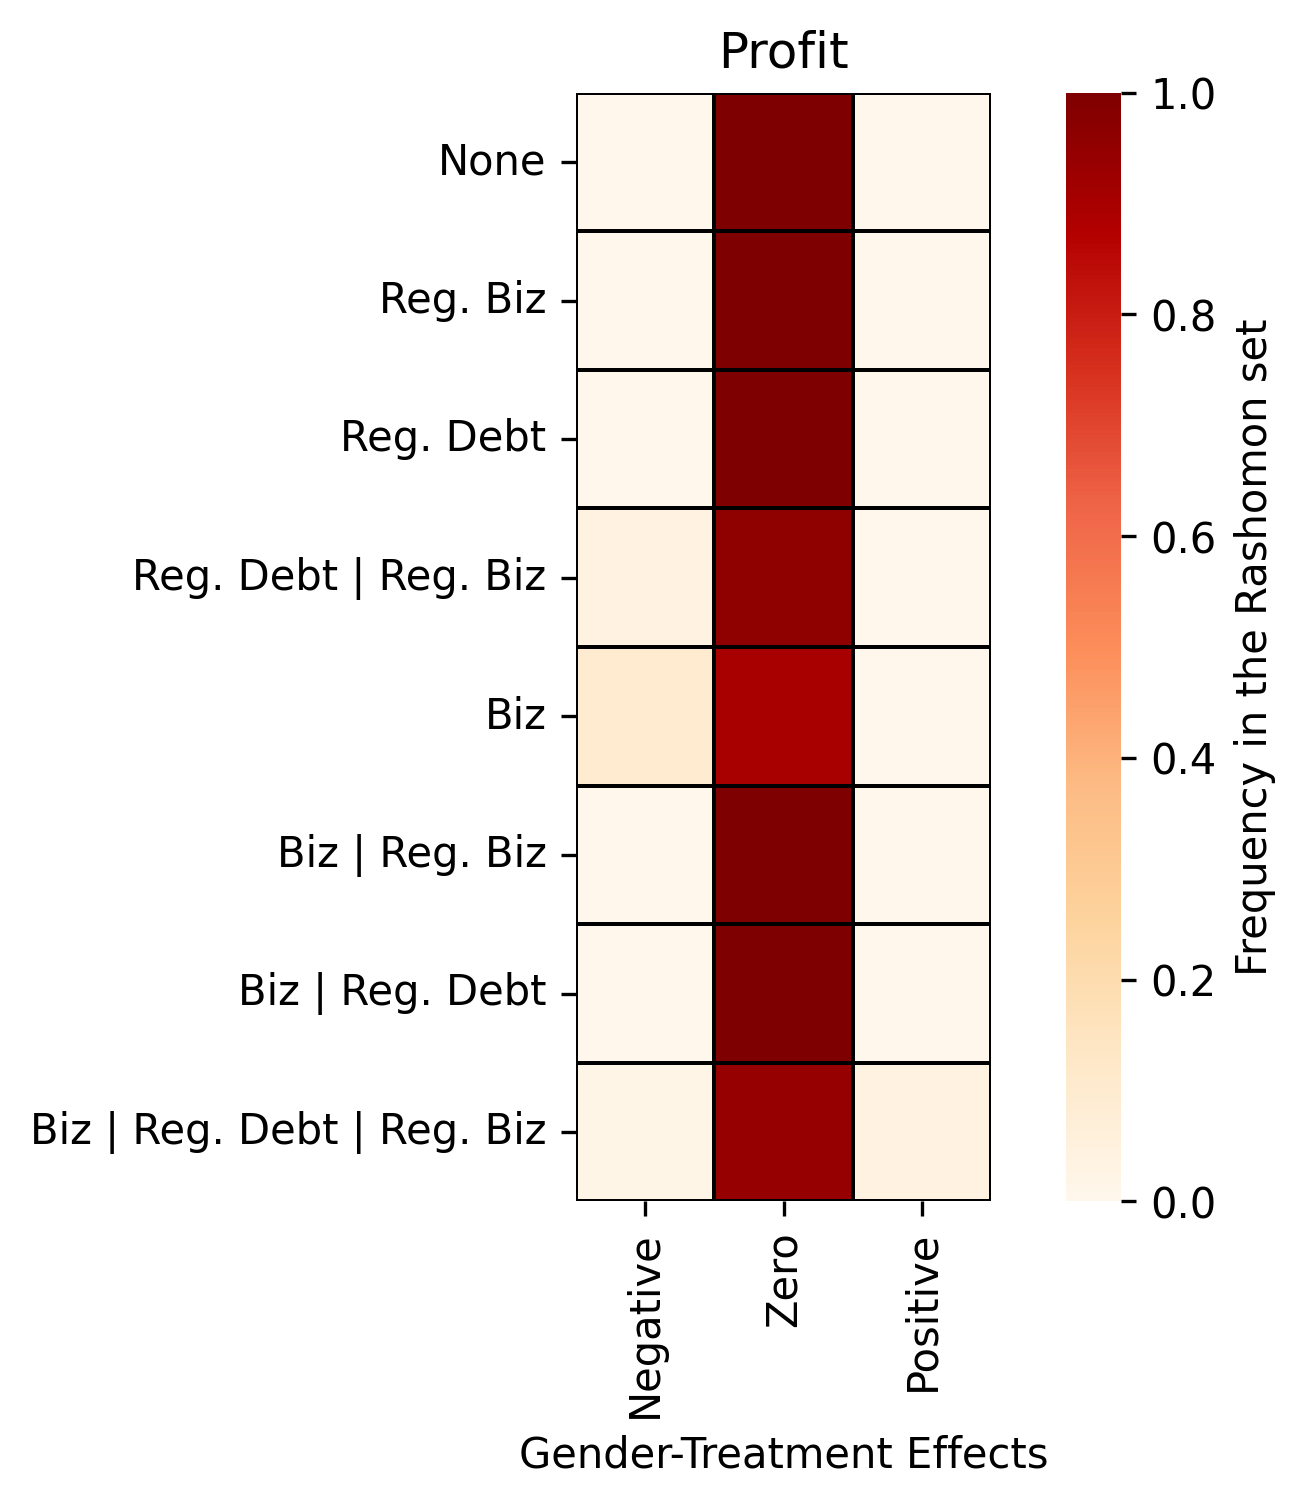 Profit
None
Reg. Biz
Reg. Debt
Reg. Debt | Reg. Biz
Biz
Biz | Reg. Biz
Biz | Reg. Debt
Biz | Reg. Debt | Reg. Biz
Negative
Zero
Positive
Gender-Treatment Effects
1.0
0.8
0.6
0.4
0.2
0.0
Frequency in the Rashomon set